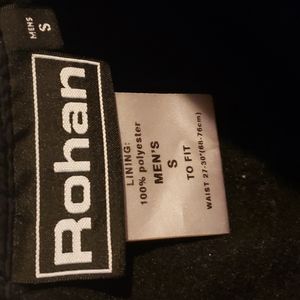 MENS
S
Rohan
LINING:
100% polyester
MEN'S
S
TO FIT
WAIST 27-30"(68-76cm)